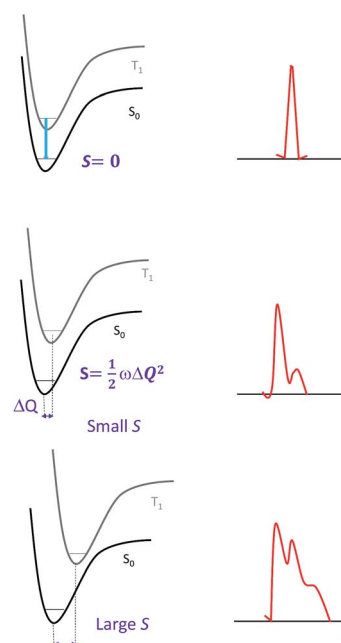 T₁
S₀
S= 0
T₁
S₀
S= ½ ωΔQ²
ΔQ
Small S
T₁
S₀
Large S